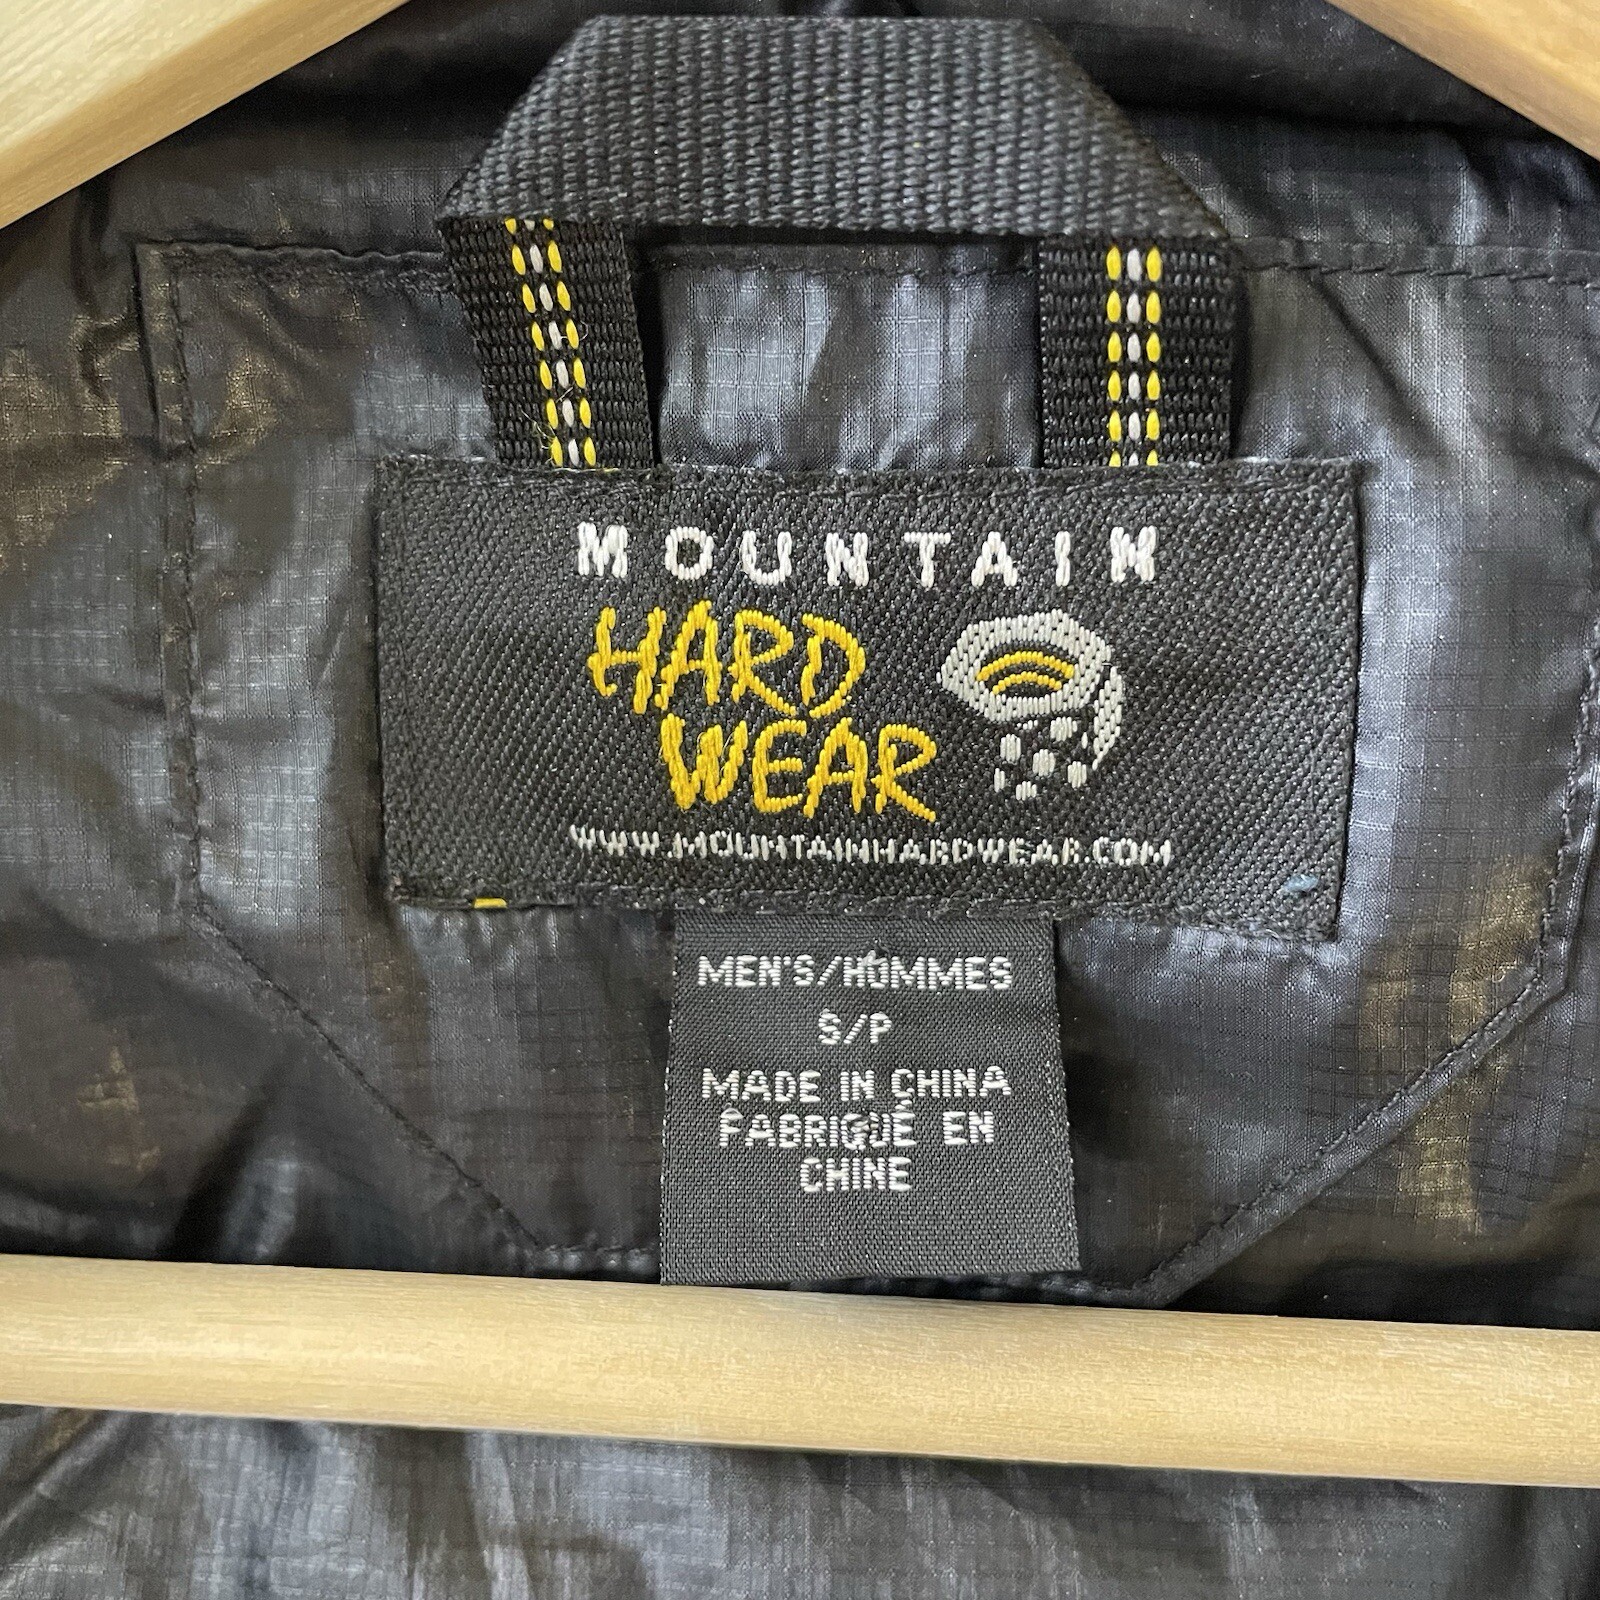 MOUNTAIN
HARD
WEAR
WWW.MOUNTAINHARDWEAR.COM
MEN'S/HOMMES
S/P
MADE IN CHINA
FABRIQUÉ EN
CHINE